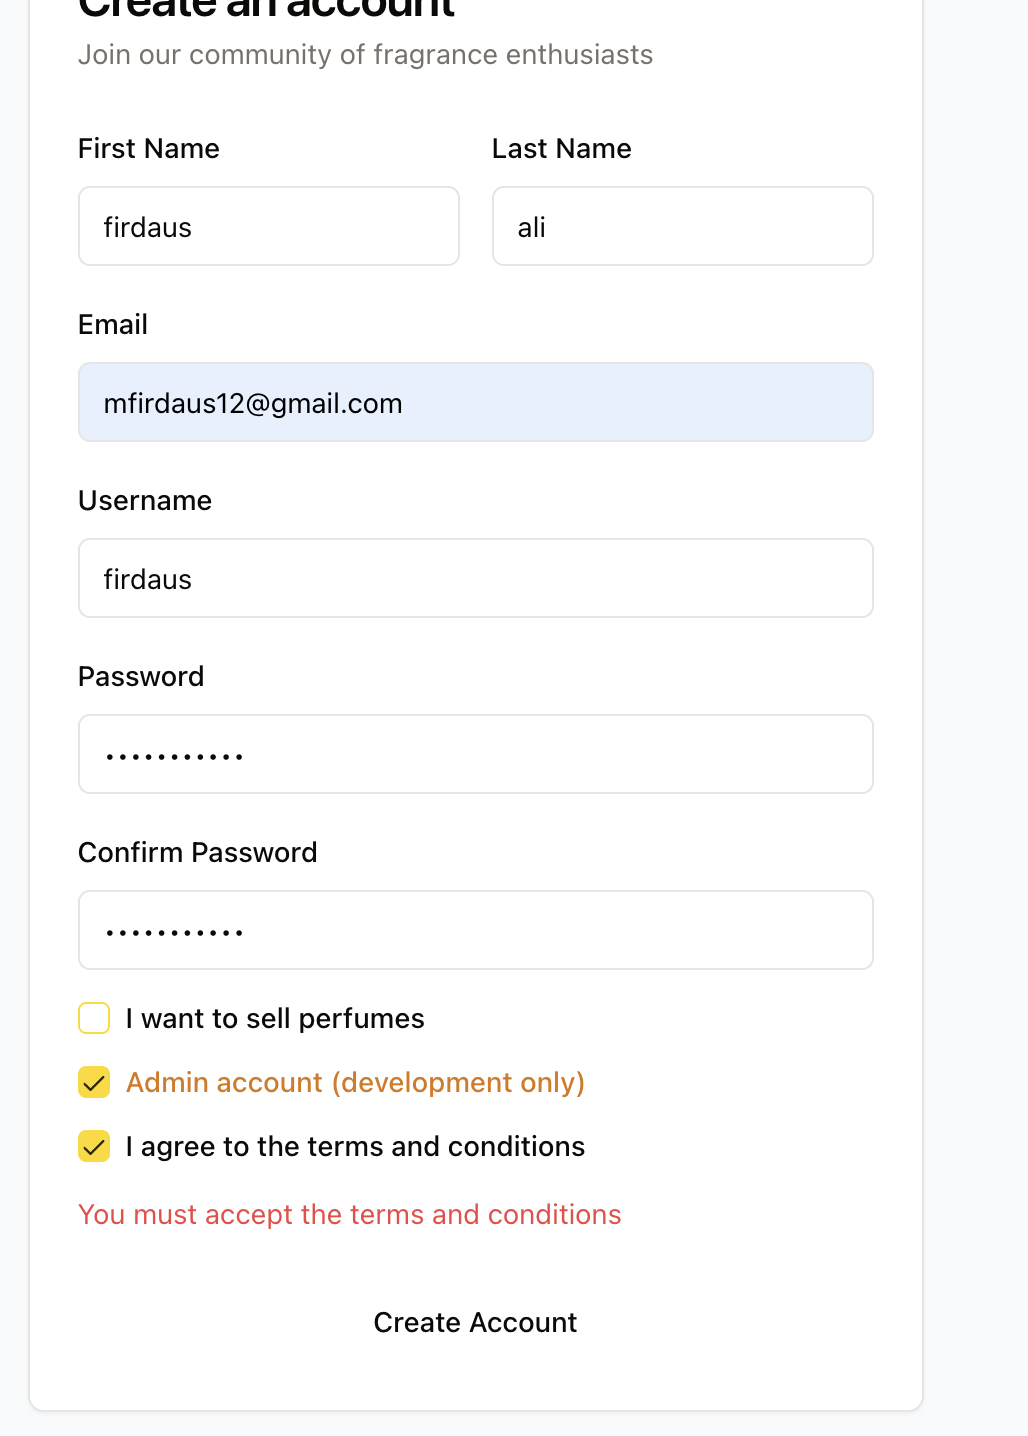 Create an account
Join our community of fragrance enthusiasts
First Name
Last Name
firdaus
ali
Email
mfirdaus12@gmail.com
Username
firdaus
Password
•••••••••••
Confirm Password
•••••••••••
I want to sell perfumes
Admin account (development only)
I agree to the terms and conditions
You must accept the terms and conditions
Create Account